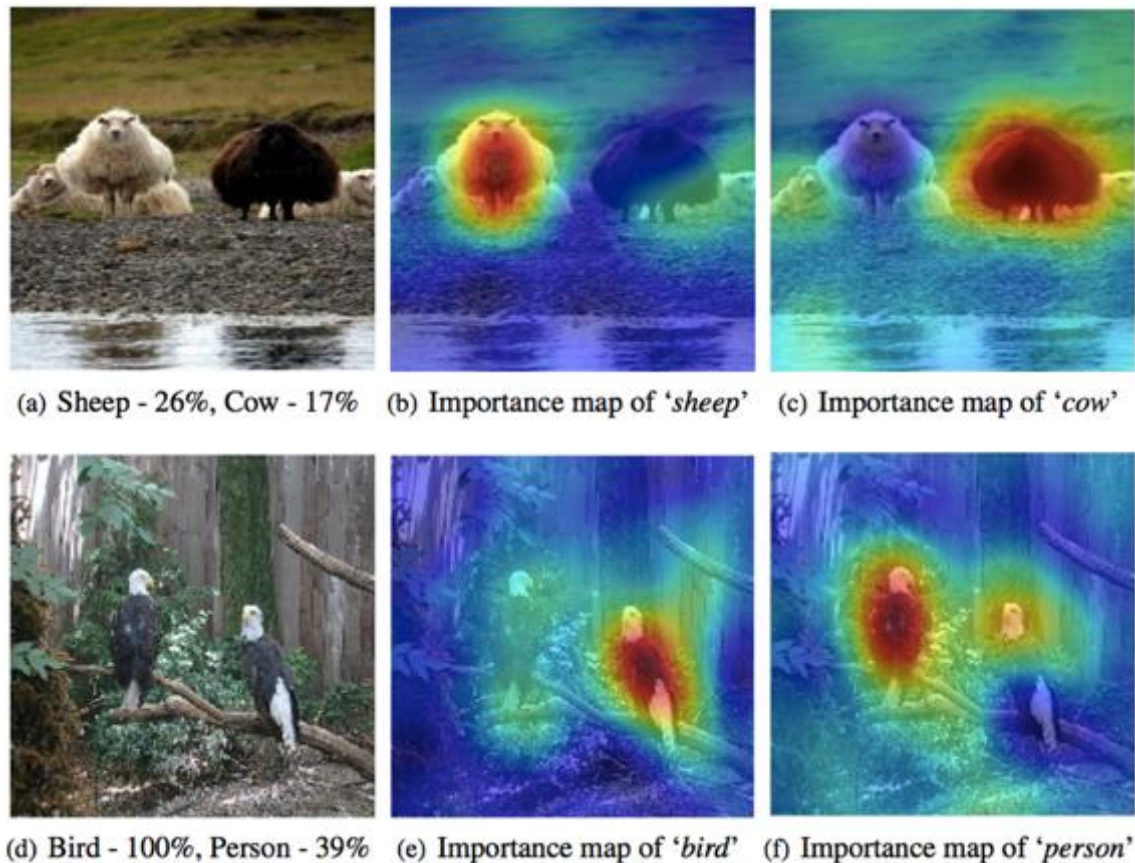 (a) Sheep - 26%, Cow - 17%
(b) Importance map of ‘sheep’
(c) Importance map of ‘cow’
(d) Bird - 100%, Person - 39%
(e) Importance map of ‘bird’
(f) Importance map of ‘person’